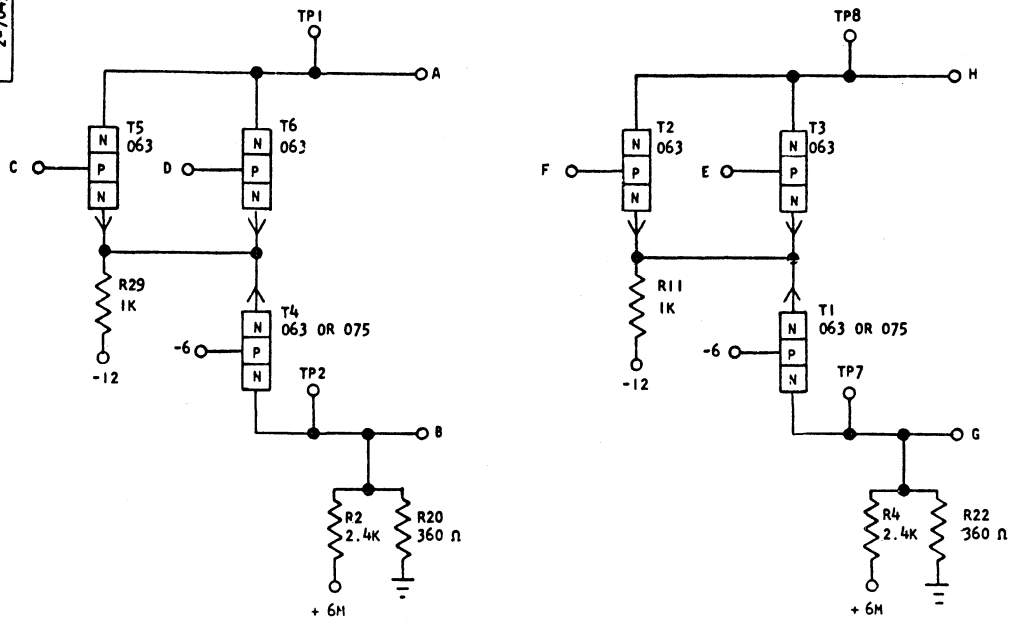 TP1
A
T5
063
T6
063
N
P
N
N
P
N
C
D
R29
1K
-12
T4
063 OR 075
N
P
N
-6
TP2
B
R2
2.4K
R20
360 Ω
+ 6M
TP8
H
T2
063
T3
063
N
P
N
N
P
N
F
E
R11
1K
-12
T1
063 OR 075
N
P
N
-6
TP7
G
R4
2.4K
R22
360 Ω
+ 6M